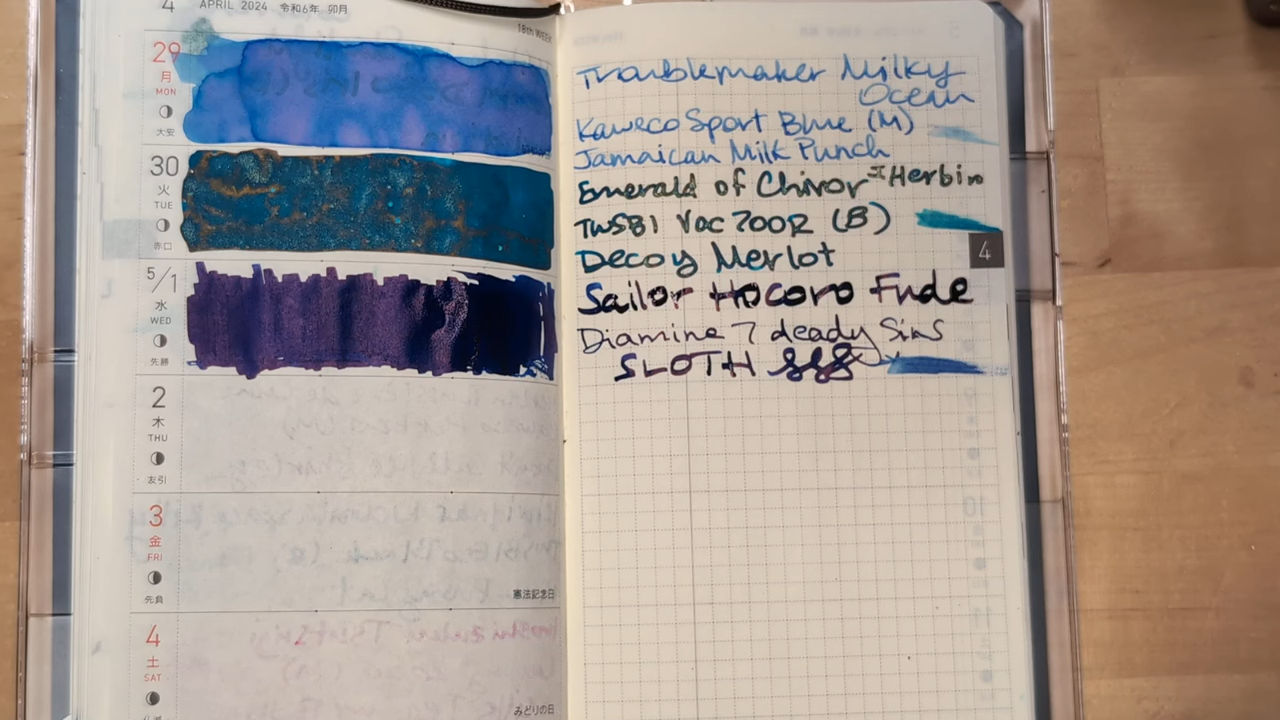 4 APRIL 2024 令和6年 卯月
18th WEEK
29
月
MON
大安
30
火
TUE
赤口
5/1
水
WED
先勝
2
木
THU
友引
3
金
FRI
先負
憲法記念日
4
土
SAT
みどりの日
Troublemaker Milky
Ocean
Kaweco Sport Blue (M)
Jamaican Milk Punch
Emerald of Chivor - Herbin
TWSBI Vac 700R (B)
Decoy Merlot
4
Sailor Hocoro Fude
Diamine 7 deady Sins
SLOTH